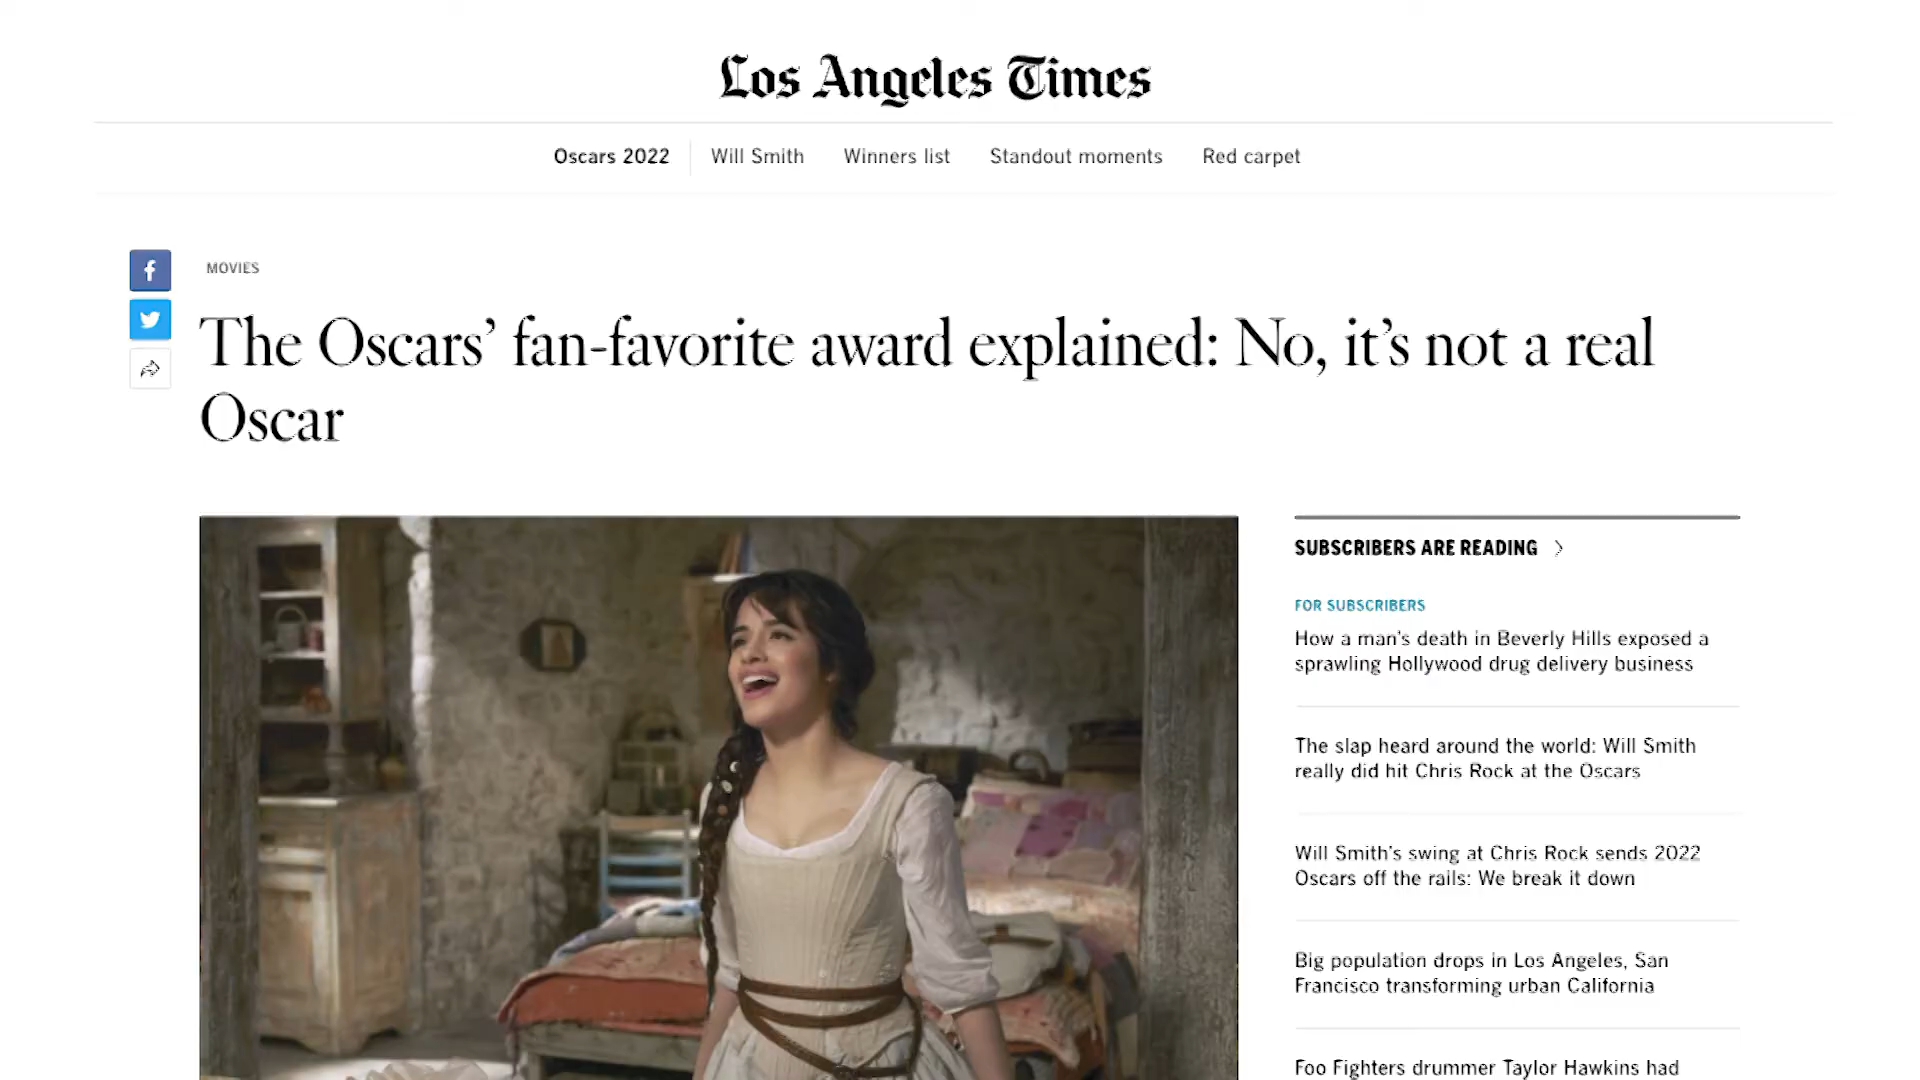 Los Angeles Times
Oscars 2022 Will Smith Winners list Standout moments Red carpet
MOVIES
The Oscars’ fan-favorite award explained: No, it’s not a real
Oscar
SUBSCRIBERS ARE READING
FOR SUBSCRIBERS
How a man’s death in Beverly Hills exposed a
sprawling Hollywood drug delivery business
The slap heard around the world: Will Smith
really did hit Chris Rock at the Oscars
Will Smith’s swing at Chris Rock sends 2022
Oscars off the rails: We break it down
Big population drops in Los Angeles, San
Francisco transforming urban California
Foo Fighters drummer Taylor Hawkins had